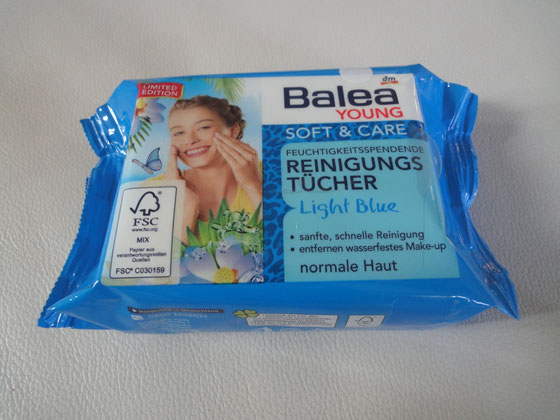 LIMITED
EDITION
dm
Balea
YOUNG
SOFT & CARE
FEUCHTIGKEITSSPENDENDE
REINIGUNGS
TÜCHER
Light Blue
• sanfte, schnelle Reinigung
• entfernen wasserfestes Make-up
normale Haut
FSC
www.fsc.org
MIX
Papier aus
verantwortungsvollen
Quellen
FSC® C030159